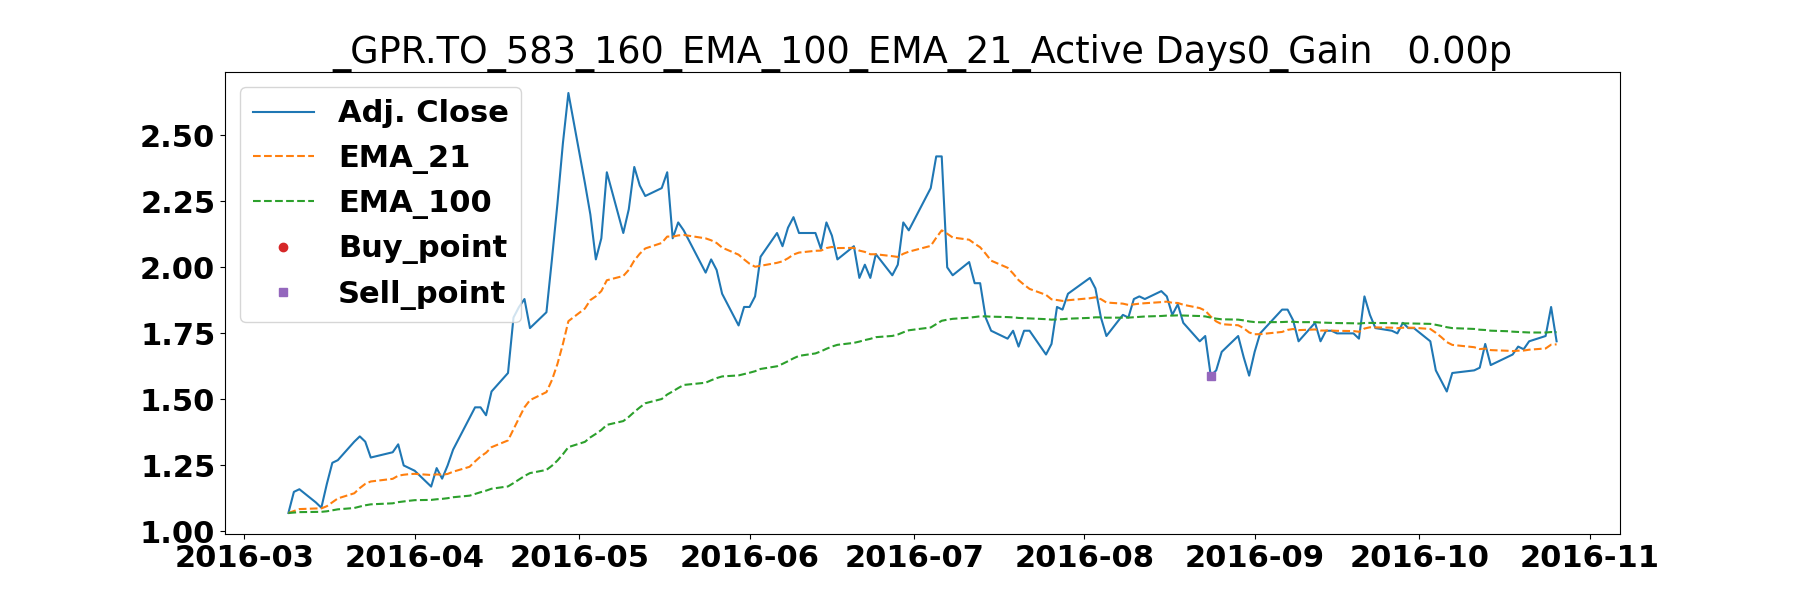 _GPR.TO_583_160_EMA_100_EMA_21_Active Days0_Gain   0.00p
Adj. Close
EMA_21
EMA_100
Buy_point
Sell_point
2.50
2.25
2.00
1.75
1.50
1.25
1.00
2016-03 2016-04 2016-05 2016-06 2016-07 2016-08 2016-09 2016-10 2016-11